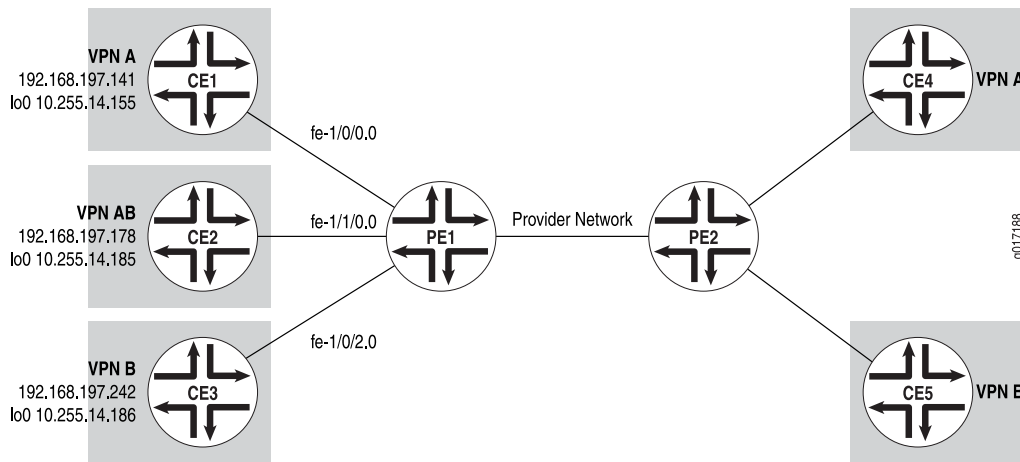 VPN A
192.168.197.141
lo0 10.255.14.155
CE1
fe-1/0/0.0
VPN AB
192.168.197.178
lo0 10.255.14.185
CE2
fe-1/1/0.0
PE1
Provider Network
PE2
VPN B
192.168.197.242
lo0 10.255.14.186
CE3
fe-1/0/2.0
CE4
VPN A
CE5
VPN B
g017188